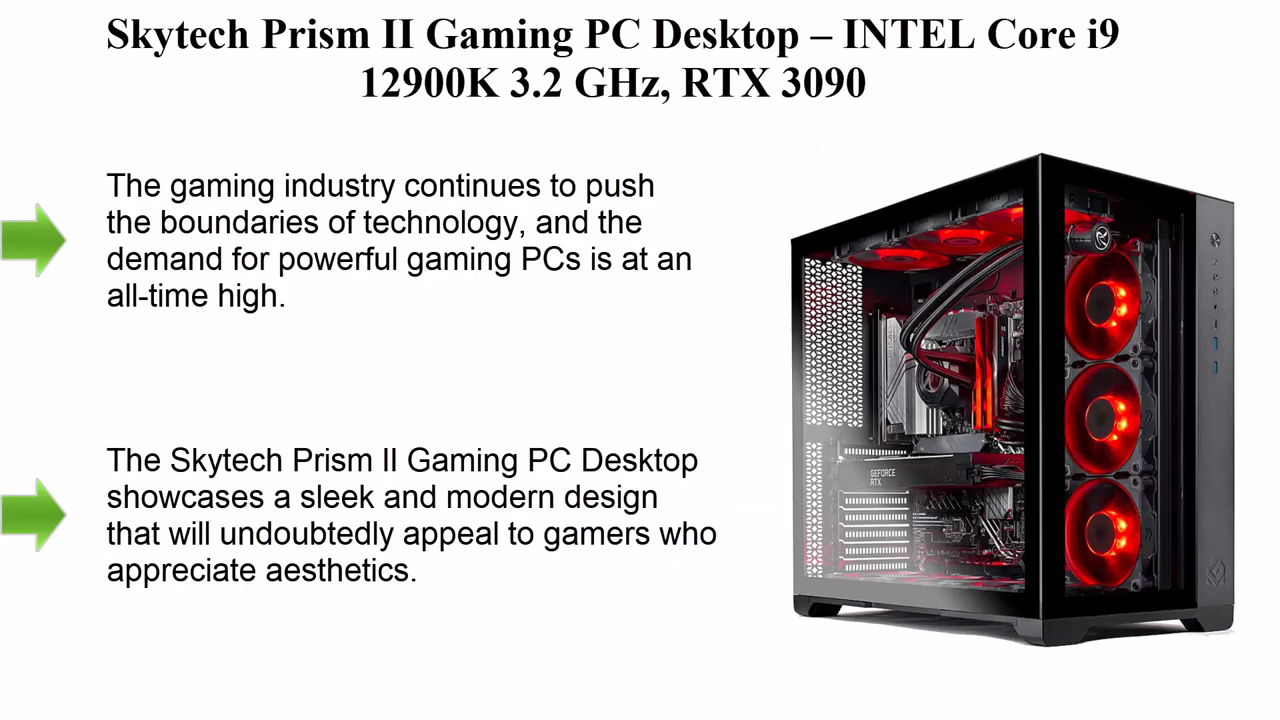 Skytech Prism II Gaming PC Desktop – INTEL Core i9
12900K 3.2 GHz, RTX 3090
The gaming industry continues to push
the boundaries of technology, and the
demand for powerful gaming PCs is at an
all-time high.
The Skytech Prism II Gaming PC Desktop
showcases a sleek and modern design
that will undoubtedly appeal to gamers who
appreciate aesthetics.
GEFORCE
RTX